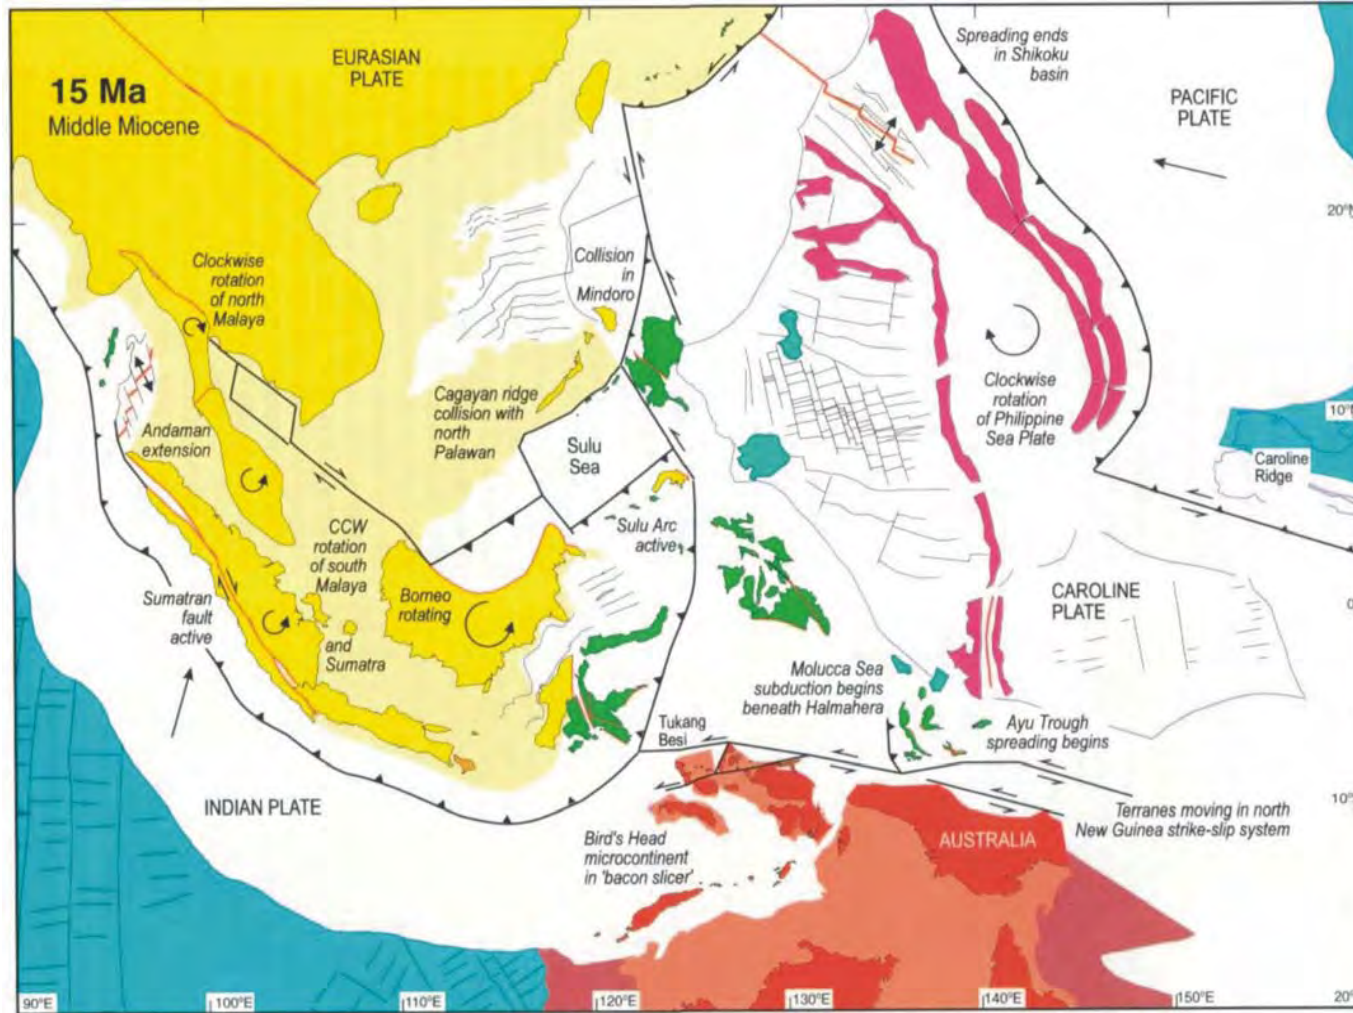 15 Ma
Middle Miocene
EURASIAN
PLATE
Spreading ends
in Shikoku
basin
PACIFIC
PLATE
20°N
Clockwise
rotation
of north
Malaya
Collision
in
Mindoro
Cagayan ridge
collision with
north
Palawan
Clockwise
rotation
of Philippine
Sea Plate
10°N
Andaman
extension
Sulu
Sea
Caroline
Ridge
CCW
rotation
of south
Malaya
Sulu Arc
active
Sumatran
fault
active
Borneo
rotating
CAROLINE
PLATE
and
Sumatra
Molucca Sea
subduction begins
beneath Halmahera
Tukang
Besi
Ayu Trough
spreading begins
INDIAN PLATE
Terranes moving in north
New Guinea strike-slip system
Bird's Head
microcontinent
in 'bacon slicer'
AUSTRALIA
90°E
100°E
110°E
120°E
130°E
140°E
150°E